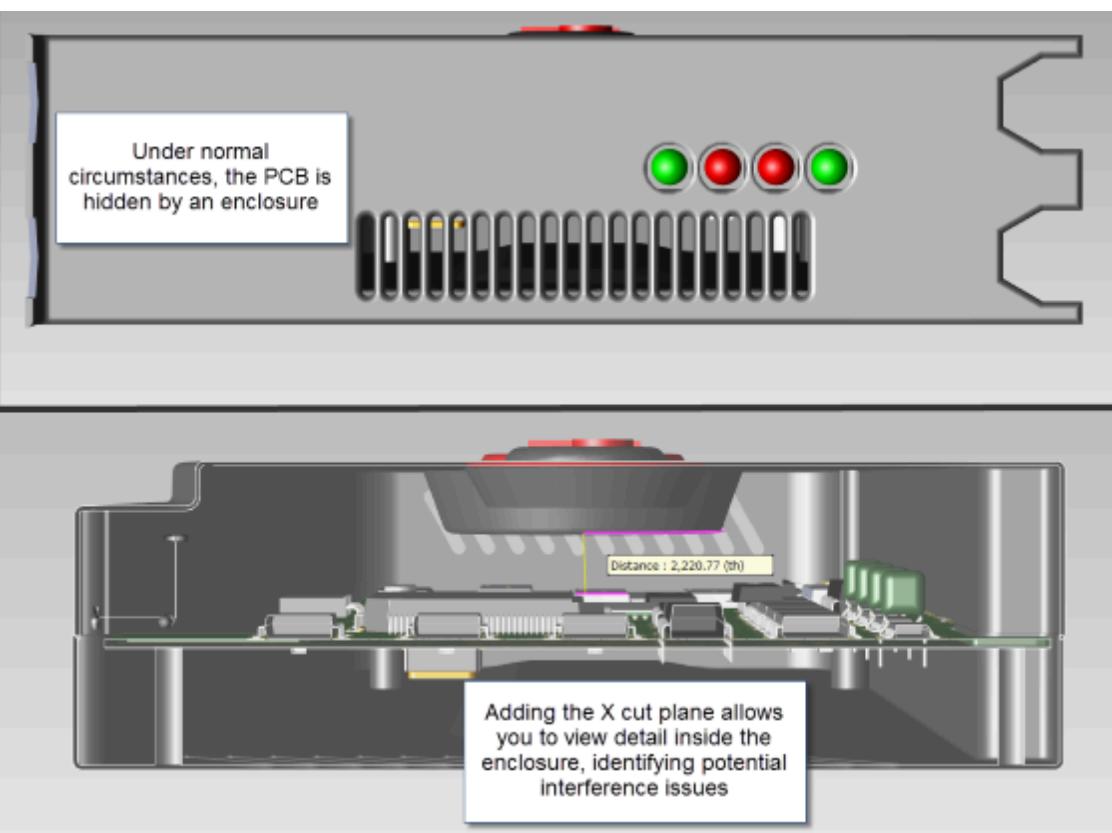 Under normal
circumstances, the PCB is
hidden by an enclosure
Distance : 2,220.77 (th)
Adding the X cut plane allows
you to view detail inside the
enclosure, identifying potential
interference issues